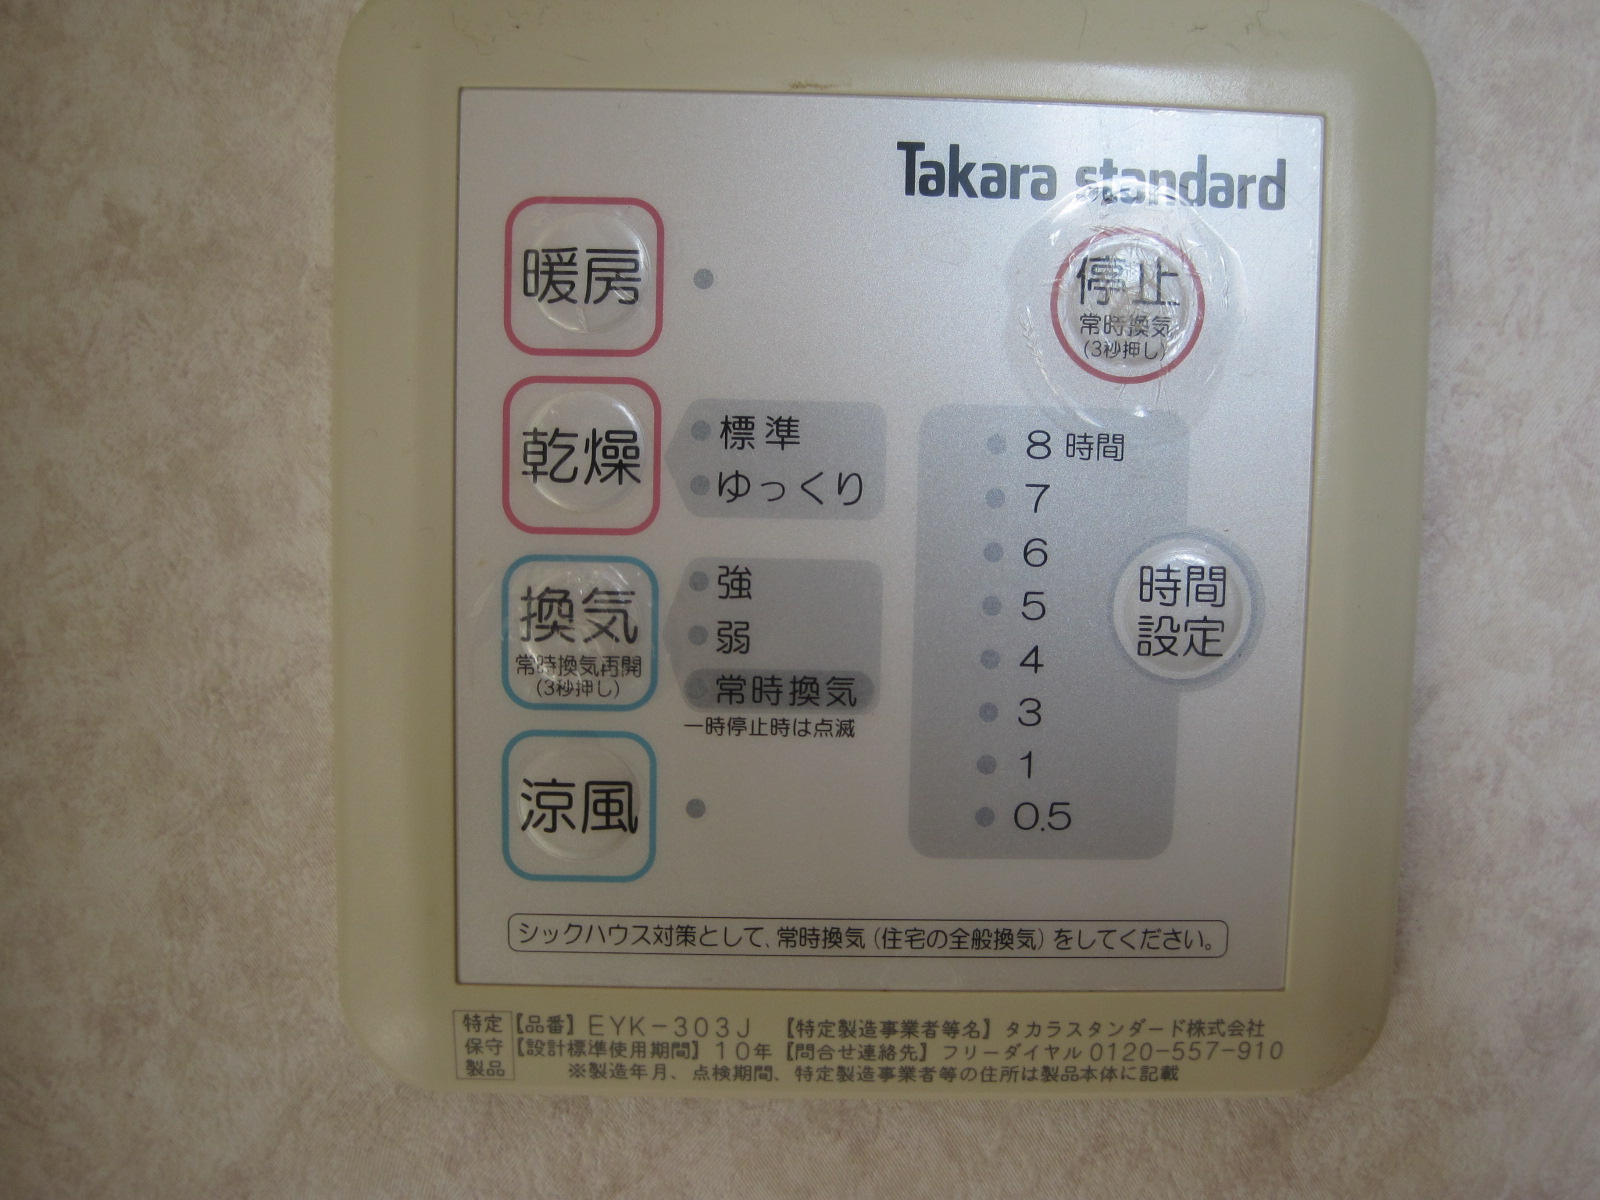 Takara standard
暖房
停止
常時換気
(3秒押し)
乾燥
標準
ゆっくり
換気
常時換気再開
(3秒押し)
強
弱
常時換気
一時停止時は点滅
涼風
8 時間
7
6
5
4
3
1
0.5
時間
設定
シックハウス対策として、常時換気(住宅の全般換気)をしてください。
特定
保守
製品
【品番】EYK-303J 【特定製造事業者等名】タカラスタンダード株式会社
【設計標準使用期間】10年【問合せ連絡先】フリーダイヤル 0120-557-910
※製造年月、点検期間、特定製造事業者等の住所は製品本体に記載